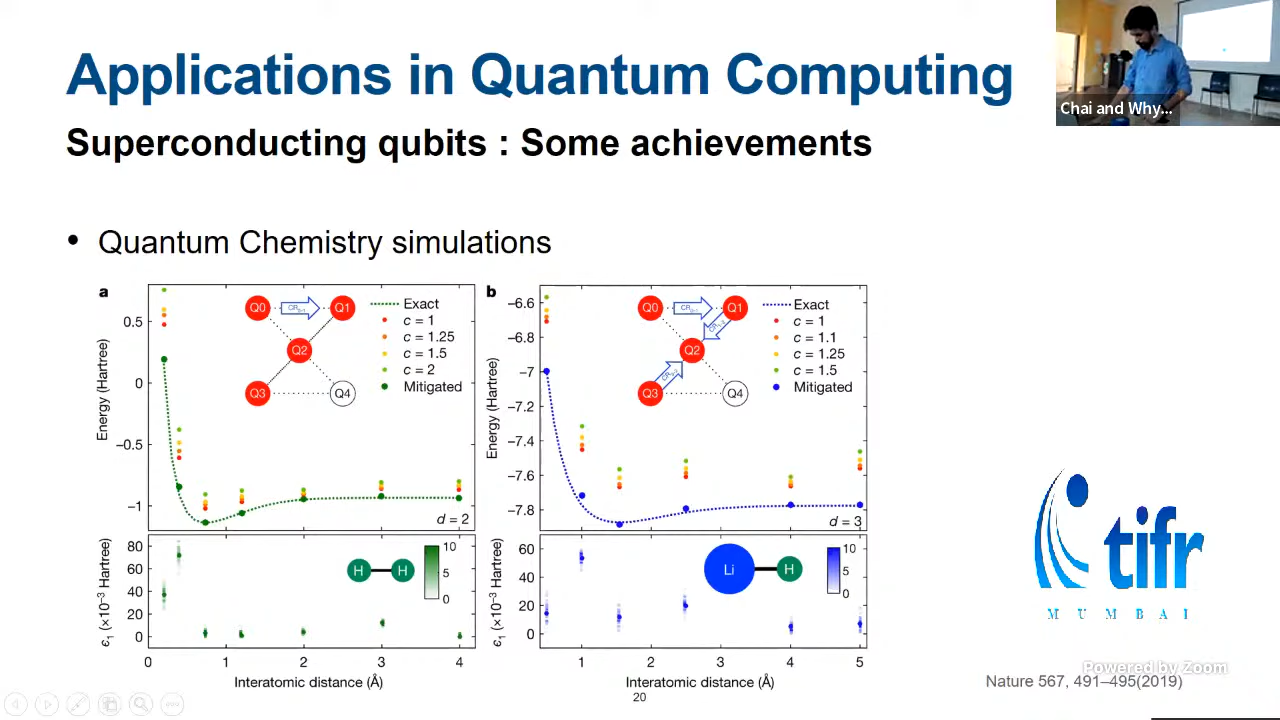 Applications in Quantum Computing
Chai and Why...
Superconducting qubits : Some achievements
• Quantum Chemistry simulations
a
Energy (Hartree)
0.5
0
−0.5
−1
Q0
Q1
Q2
Q3
Q4
Exact
c = 1
c = 1.25
c = 1.5
c = 2
Mitigated
d = 2
b
Energy (Hartree)
−6.6
−7
−7.2
−7.4
−7.6
−7.8
Q0
Q1
Q2
Q3
Q4
Exact
c = 1
c = 1.1
c = 1.25
c = 1.5
Mitigated
d = 3
ε₁ (×10⁻³ Hartree)
80
60
40
20
0
H H
10
5
0
0 1 2 3 4
Interatomic distance (Å)
ε₁ (×10⁻³ Hartree)
60
40
20
0
Li H
10
5
0
1 2 3 4 5
Interatomic distance (Å)
20
tifr
MUMBAI
Powered by Zoom
Nature 567, 491–495(2019)